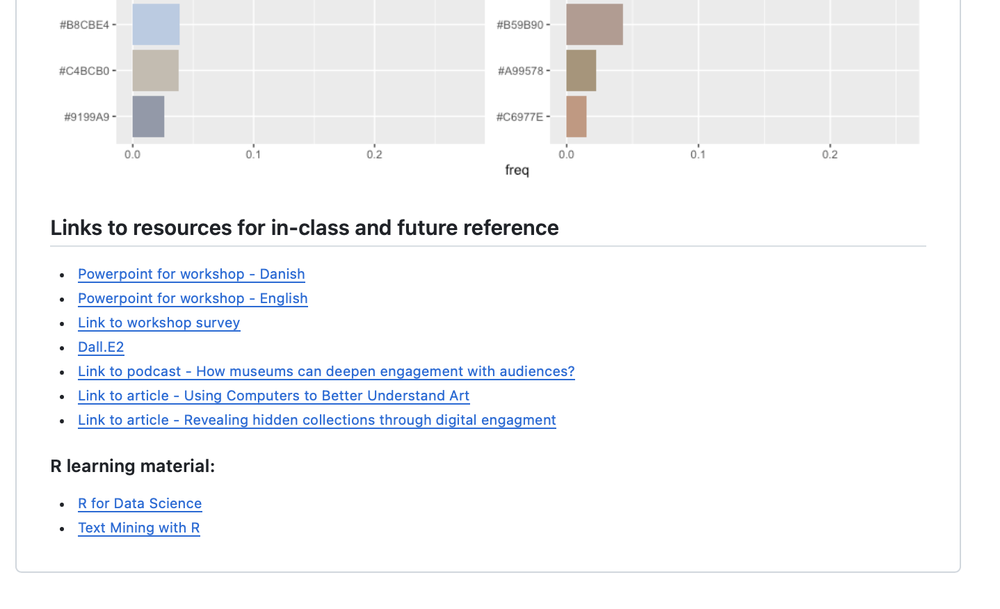 #B8CBE4
#B59B90
#C4BCB0
#A99578
#9199A9
#C6977E
0.0 0.1 0.2 0.0 0.1 0.2
freq
Links to resources for in-class and future reference
Powerpoint for workshop - Danish
Powerpoint for workshop - English
Link to workshop survey
Dall.E2
Link to podcast - How museums can deepen engagement with audiences?
Link to article - Using Computers to Better Understand Art
Link to article - Revealing hidden collections through digital engagment
R learning material:
R for Data Science
Text Mining with R